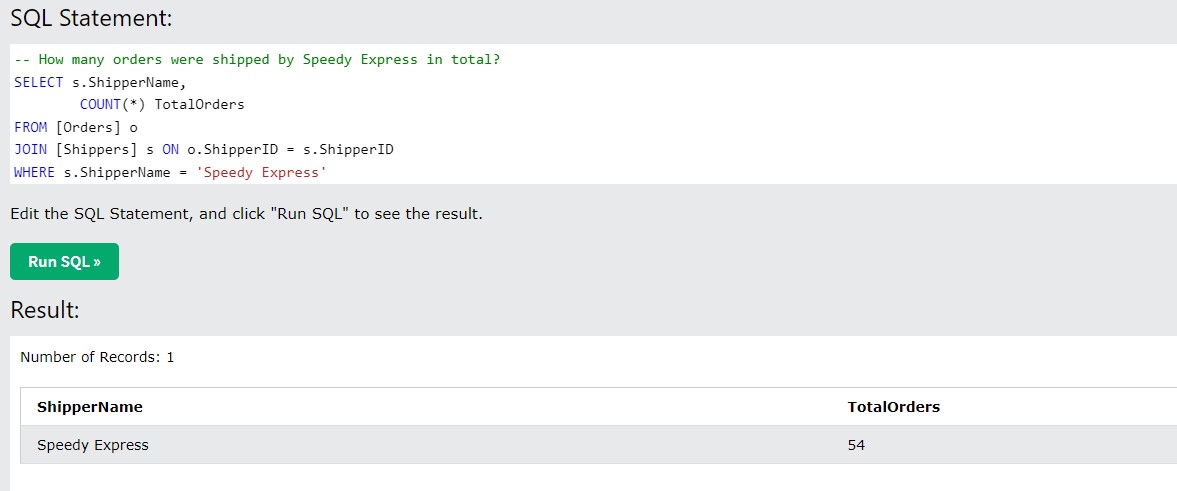 SQL Statement:
-- How many orders were shipped by Speedy Express in total?
SELECT s.ShipperName,
COUNT(*) TotalOrders
FROM [Orders] o
JOIN [Shippers] s ON o.ShipperID = s.ShipperID
WHERE s.ShipperName = 'Speedy Express'
Edit the SQL Statement, and click "Run SQL" to see the result.
Run SQL »
Result:
Number of Records: 1
ShipperName TotalOrders
Speedy Express 54